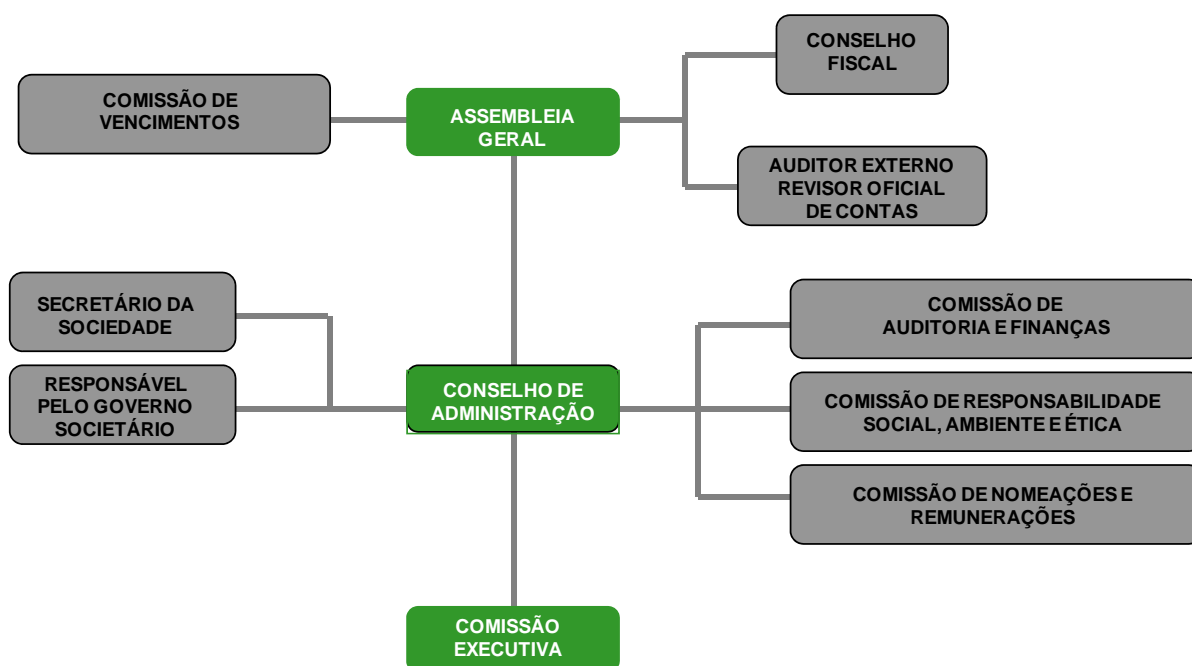 CONSELHO
FISCAL
COMISSÃO DE
VENCIMENTOS
ASSEMBLEIA
GERAL
AUDITOR EXTERNO
REVISOR OFICIAL
DE CONTAS
SECRETÁRIO DA
SOCIEDADE
COMISSÃO DE
AUDITORIA E FINANÇAS
RESPONSÁVEL
PELO GOVERNO
SOCIETÁRIO
CONSELHO DE
ADMINISTRAÇÃO
COMISSÃO DE RESPONSABILIDADE
SOCIAL, AMBIENTE E ÉTICA
COMISSÃO DE NOMEAÇÕES E
REMUNERAÇÕES
COMISSÃO
EXECUTIVA